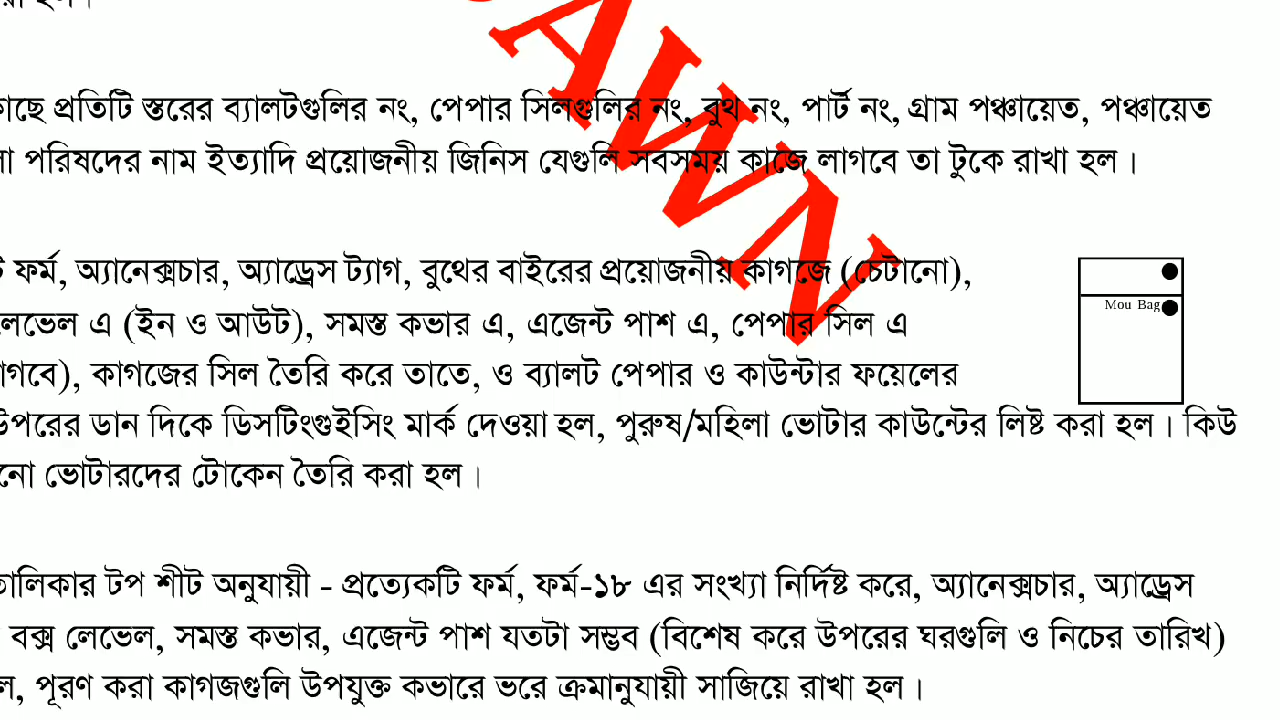 প্রতিটি স্তরের ব্যালটগুলির নং, পেপার সিলগুলির নং, বুথ নং, পার্ট নং, গ্রাম পঞ্চায়েত, পঞ্চায়েত
পরিষদের নাম ইত্যাদি প্রয়োজনীয় জিনিস যেগুলি সবসময় কাজে লাগবে তা টুকে রাখা হল।
AWN
ফর্ম, অ্যানেক্সচার, অ্যাড্রেস ট্যাগ, বুথের বাইরের প্রয়োজনীয় কাগজে (চেটানো),
এ (ইন ও আউট), সমস্ত কভার এ, এজেন্ট পাশ এ, পেপার সিল এ
Mou Bag
কাগজের সিল তৈরি করে তাতে, ও ব্যালট পেপার ও কাউন্টার ফয়েলের
উপরের ডান দিকে ডিসটিংগুইসিং মার্ক দেওয়া হল, পুরুষ/মহিলা ভোটার কাউন্টের লিষ্ট করা হল। কিউ
ভোটারদের টোকেন তৈরি করা হল।
তালিকার টপ শীট অনুযায়ী - প্রত্যেকটি ফর্ম, ফর্ম-১৮ এর সংখ্যা নির্দিষ্ট করে, অ্যানেক্সচার, অ্যাড্রেস
বক্স লেভেল, সমস্ত কভার, এজেন্ট পাশ যতটা সম্ভব (বিশেষ করে উপরের ঘরগুলি ও নিচের তারিখ)
পূরণ করা কাগজগুলি উপযুক্ত কভারে ভরে ক্রমানুযায়ী সাজিয়ে রাখা হল।